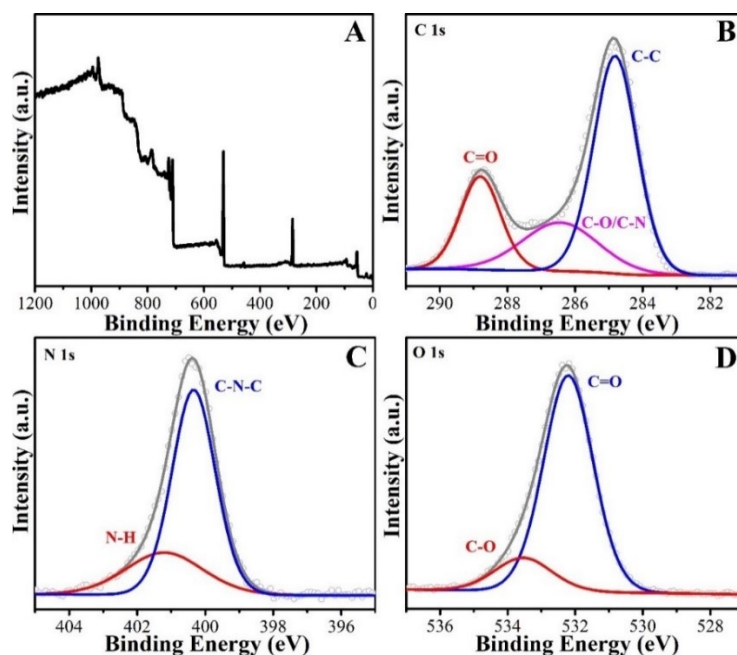 A
Intensity (a.u.)
1200 1000 800 600 400 200 0
Binding Energy (eV)
C 1s
B
C-C
C=O
C-O/C-N
Intensity (a.u.)
290 288 286 284 282
Binding Energy (eV)
N 1s
C
C-N-C
N-H
Intensity (a.u.)
404 402 400 398 396
Binding Energy (eV)
O 1s
D
C=O
C-O
Intensity (a.u.)
536 534 532 530 528
Binding Energy (eV)